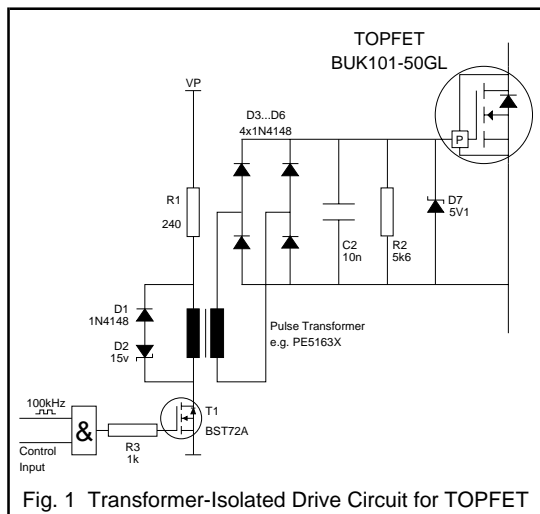 TOPFET
BUK101-50GL
VP
D3...D6
4x1N4148
P
R1
240
D7
5V1
C2
10n
R2
5k6
D1
1N4148
D2
15v
Pulse Transformer
e.g. PE5163X
100kHz
&
T1
BST72A
R3
1k
Control
Input
Fig. 1 Transformer-Isolated Drive Circuit for TOPFET